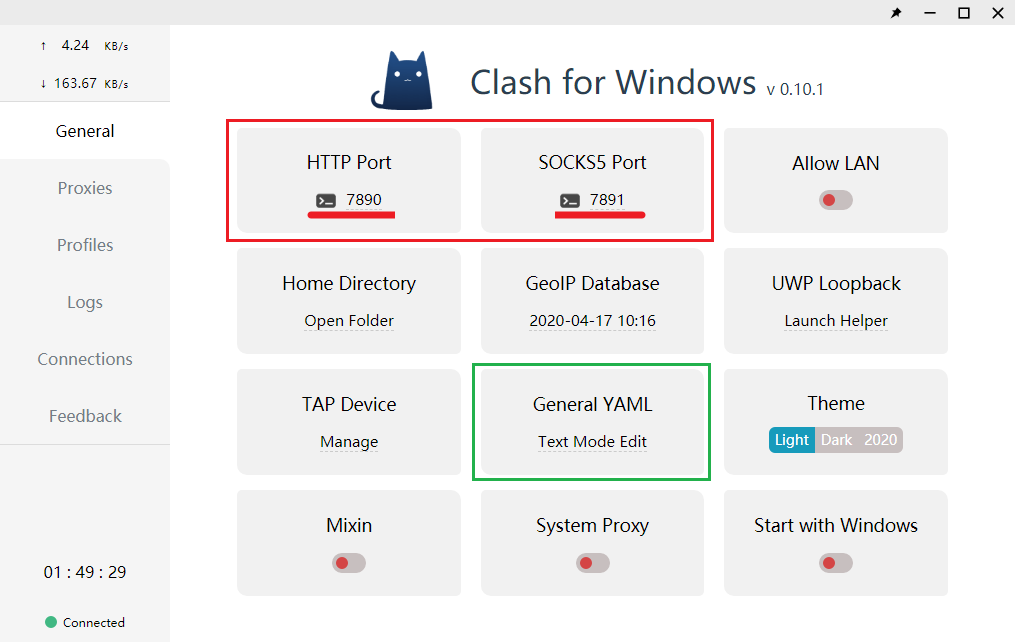 ↑ 4.24 KB/s
↓ 163.67 KB/s
General
Proxies
Profiles
Logs
Connections
Feedback
01 : 49 : 29
Connected
Clash for Windows v 0.10.1
HTTP Port
7890
SOCKS5 Port
7891
Allow LAN
Home Directory
Open Folder
GeoIP Database
2020-04-17 10:16
UWP Loopback
Launch Helper
TAP Device
Manage
General YAML
Text Mode Edit
Theme
Light Dark 2020
Mixin
System Proxy
Start with Windows